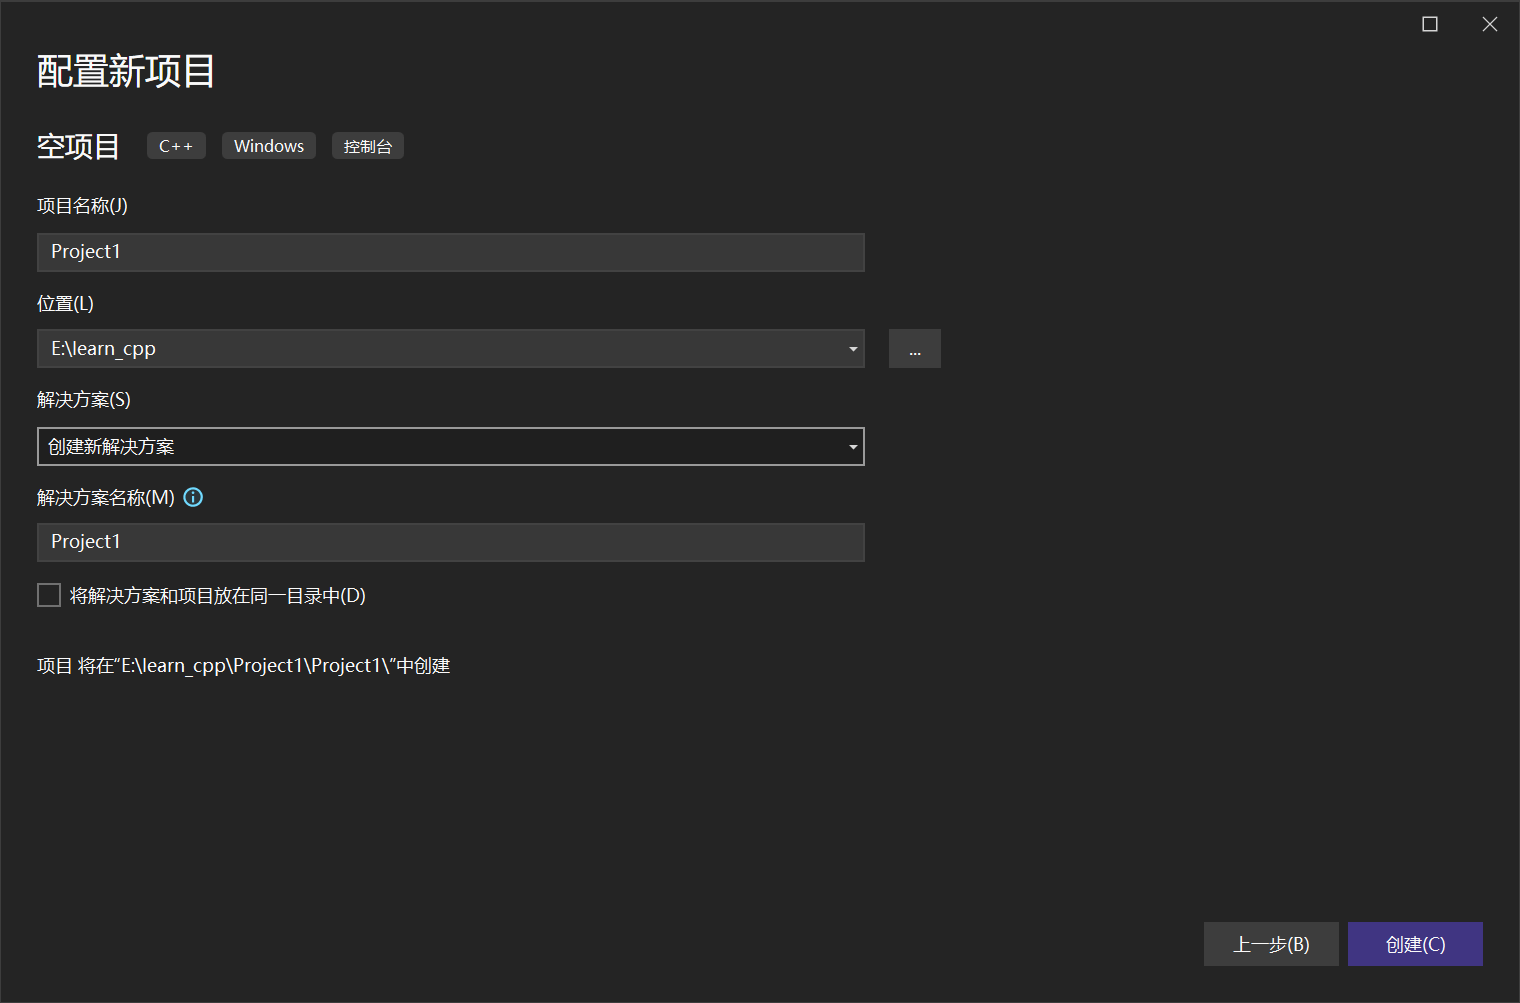 配置新项目
空项目 C++ Windows 控制台
项目名称(J)
Project1
位置(L)
E:\learn_cpp
...
解决方案(S)
创建新解决方案
解决方案名称(M)
Project1
将解决方案和项目放在同一目录中(D)
项目 将在“E:\learn_cpp\Project1\Project1\”中创建
上一步(B) 创建(C)